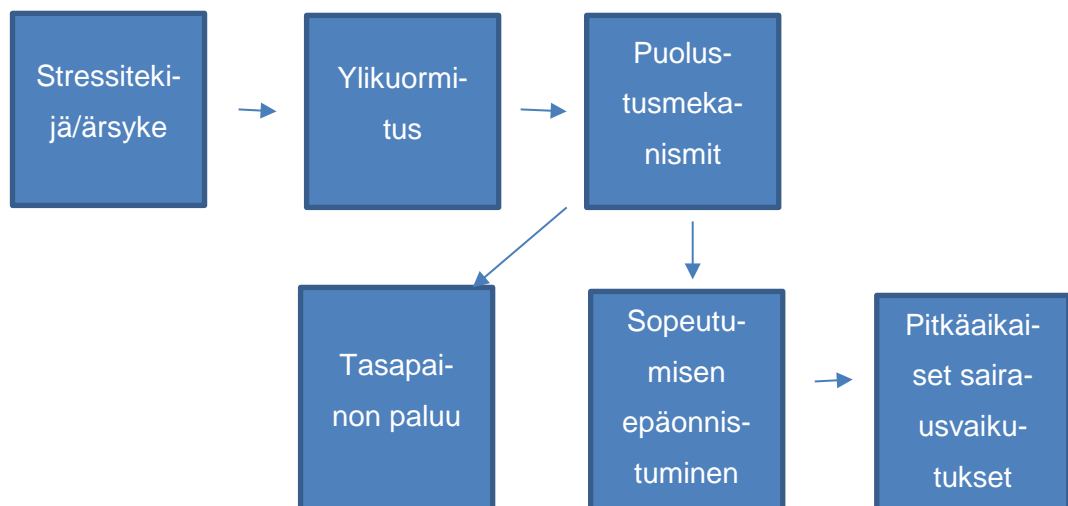 Stressiteki-
jä/ärsyke
Ylikuormi-
tus
Puolus-
tusmeka-
nismit
Tasapai-
non paluu
Sopeutu-
misen
epäonnis-
tuminen
Pitkäaikai-
set saira-
usvaiku-
tukset